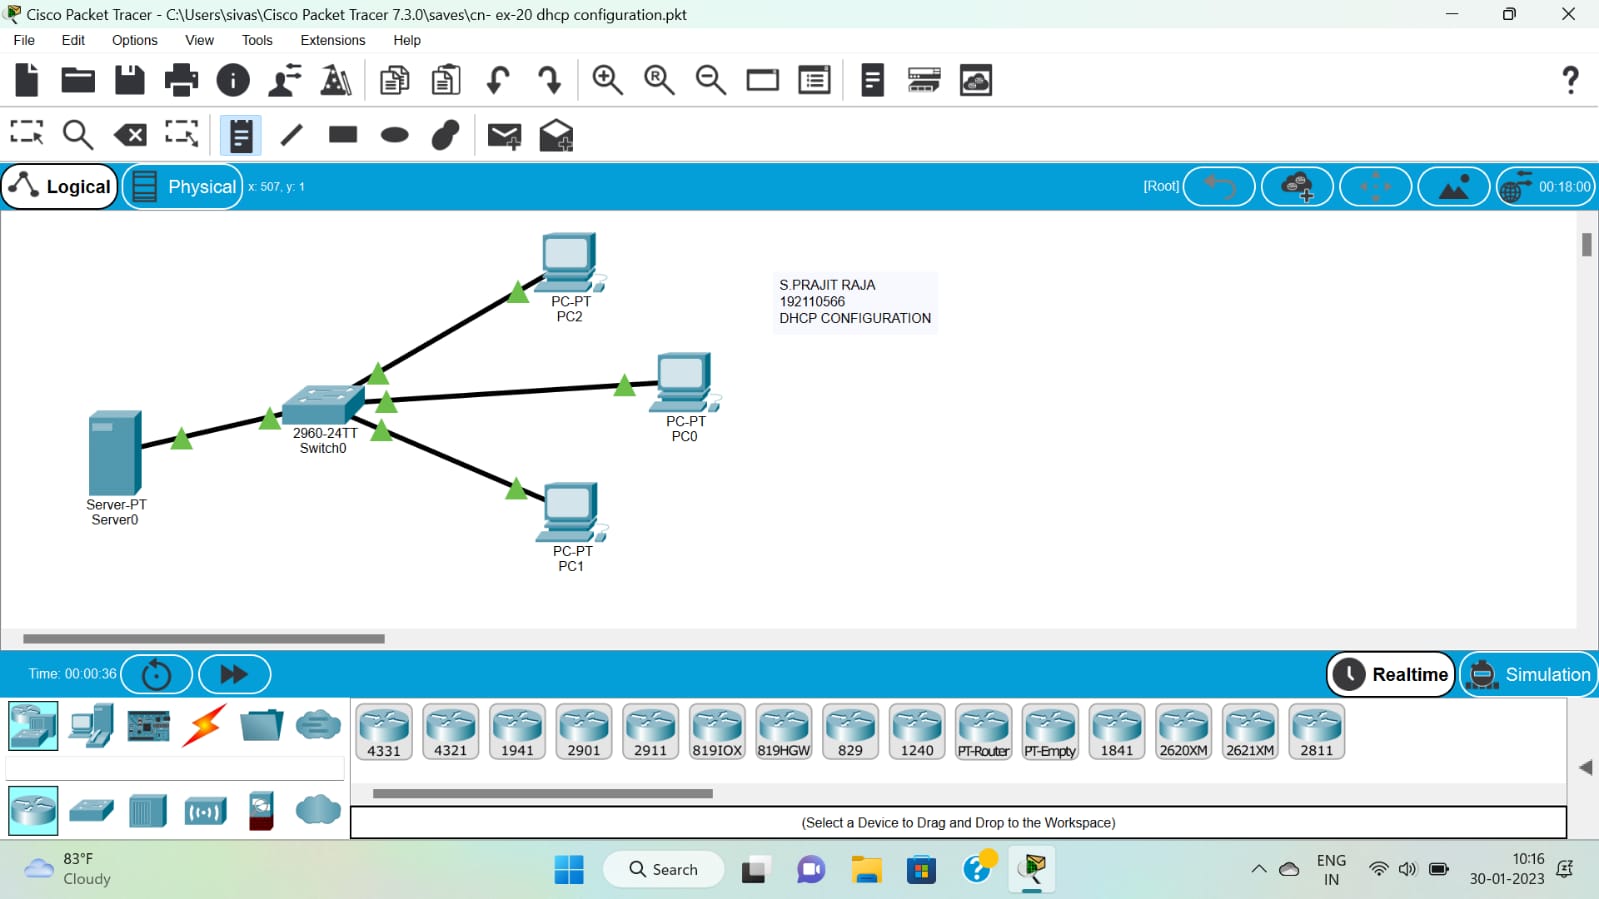 Cisco Packet Tracer - C:\Users\sivas\Cisco Packet Tracer 7.3.0\saves\cn- ex-20 dhcp configuration.pkt
File Edit Options View Tools Extensions Help
R
?
Logical Physical x: 507, y: 1 [Root] 00:18:00
PC-PT
PC2
S.PRAJIT RAJA
192110566
DHCP CONFIGURATION
PC-PT
PC0
2960-24TT
Switch0
Server-PT
Server0
PC-PT
PC1
Time: 00:00:36 Realtime Simulation
4331 4321 1941 2901 2911 819IOX 819HGW 829 1240 PT-Router PT-Empty 1841 2620XM 2621XM 2811
(Select a Device to Drag and Drop to the Workspace)
83°F
Cloudy
Search
ENG
IN
10:16
30-01-2023